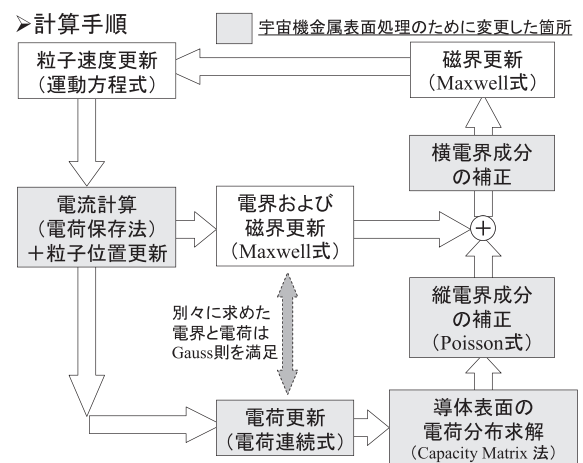 ➤計算手順
宇宙機金属表面処理のために変更した箇所
粒子速度更新
(運動方程式)
磁界更新
(Maxwell式)
横電界成分
の補正
電流計算
(電荷保存法)
＋粒子位置更新
電界および
磁界更新
(Maxwell式)
+
別々に求めた
電界と電荷は
Gauss則を満足
縦電界成分
の補正
(Poisson式)
電荷更新
(電荷連続式)
導体表面の
電荷分布求解
(Capacity Matrix 法)